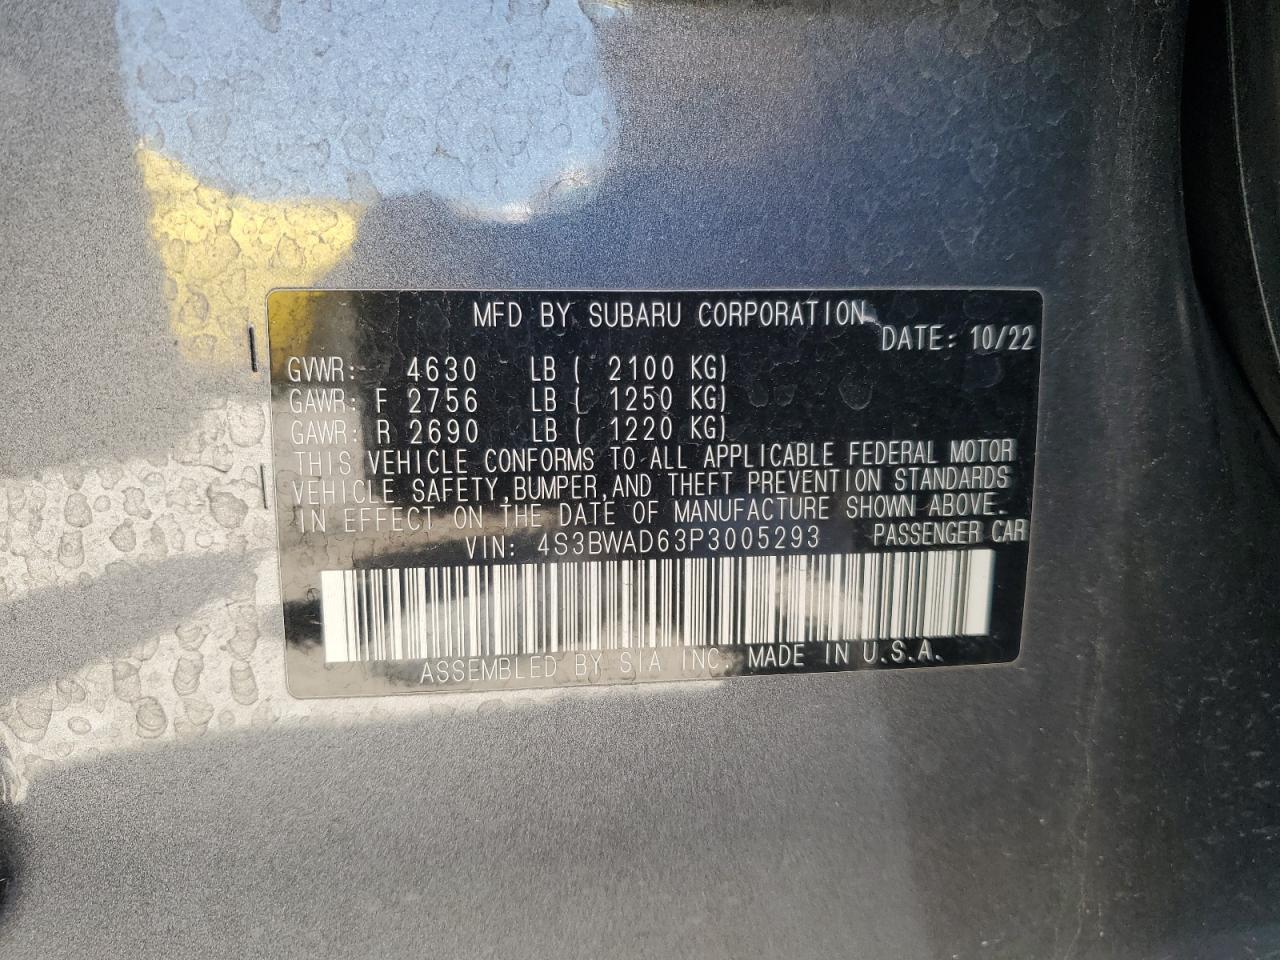 MFD BY SUBARU CORPORATION
DATE: 10/22
GVWR: 4630 LB ( 2100 KG)
GAWR: F 2756 LB ( 1250 KG)
GAWR: R 2690 LB ( 1220 KG)
THIS VEHICLE CONFORMS TO ALL APPLICABLE FEDERAL MOTOR
VEHICLE SAFETY,BUMPER,AND THEFT PREVENTION STANDARDS
IN EFFECT ON THE DATE OF MANUFACTURE SHOWN ABOVE.
VIN: 4S3BWAD63P3005293 PASSENGER CAR
ASSEMBLED BY SIA INC. MADE IN U.S.A.